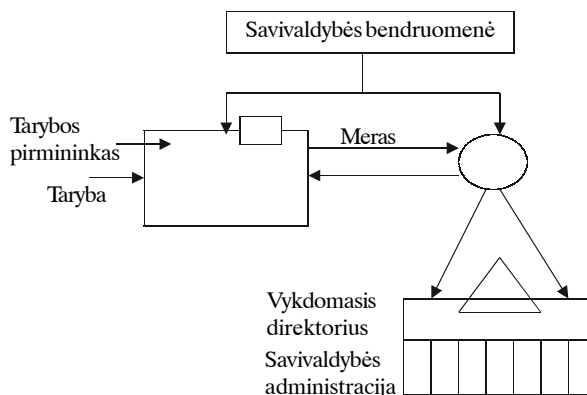 Savivaldybės bendruomenė
Tarybos
pirmininkas
Meras
Taryba
Vykdomasis
direktorius
Savivaldybės
administracija